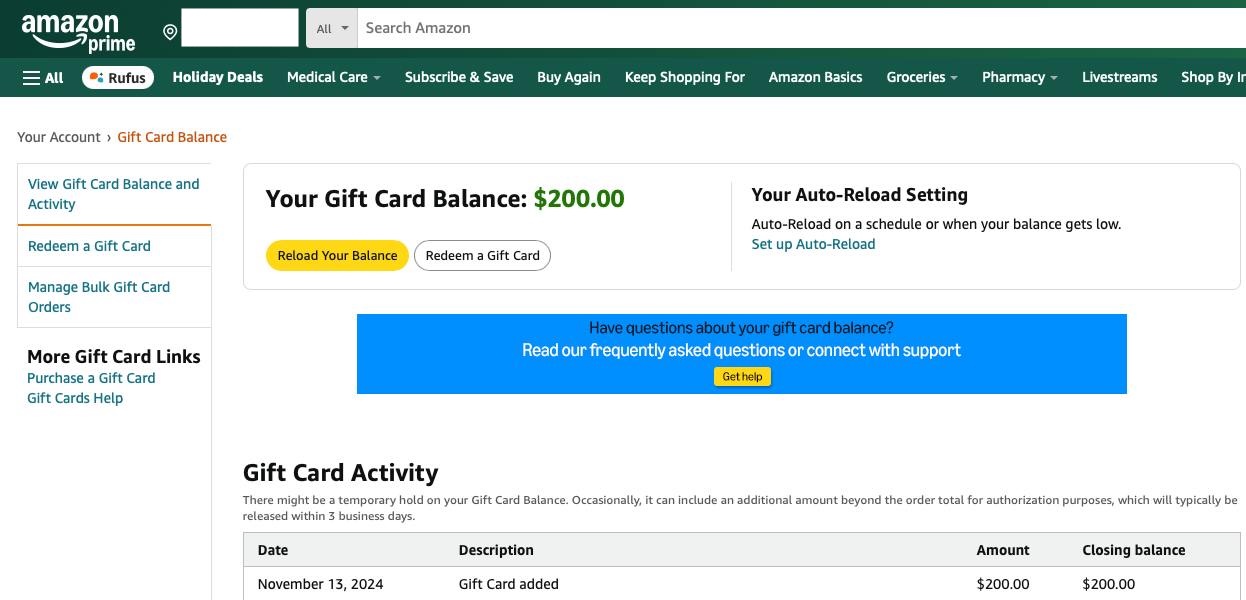 amazon prime
All Search Amazon
All Rufus Holiday Deals Medical Care Subscribe & Save Buy Again Keep Shopping For Amazon Basics Groceries Pharmacy Livestreams Shop By In
Your Account › Gift Card Balance
View Gift Card Balance and
Activity
Redeem a Gift Card
Manage Bulk Gift Card
Orders
More Gift Card Links
Purchase a Gift Card
Gift Cards Help
Your Gift Card Balance: $200.00
Reload Your Balance Redeem a Gift Card
Your Auto-Reload Setting
Auto-Reload on a schedule or when your balance gets low.
Set up Auto-Reload
Have questions about your gift card balance?
Read our frequently asked questions or connect with support
Get help
Gift Card Activity
There might be a temporary hold on your Gift Card Balance. Occasionally, it can include an additional amount beyond the order total for authorization purposes, which will typically be
released within 3 business days.
Date Description Amount Closing balance
November 13, 2024 Gift Card added $200.00 $200.00